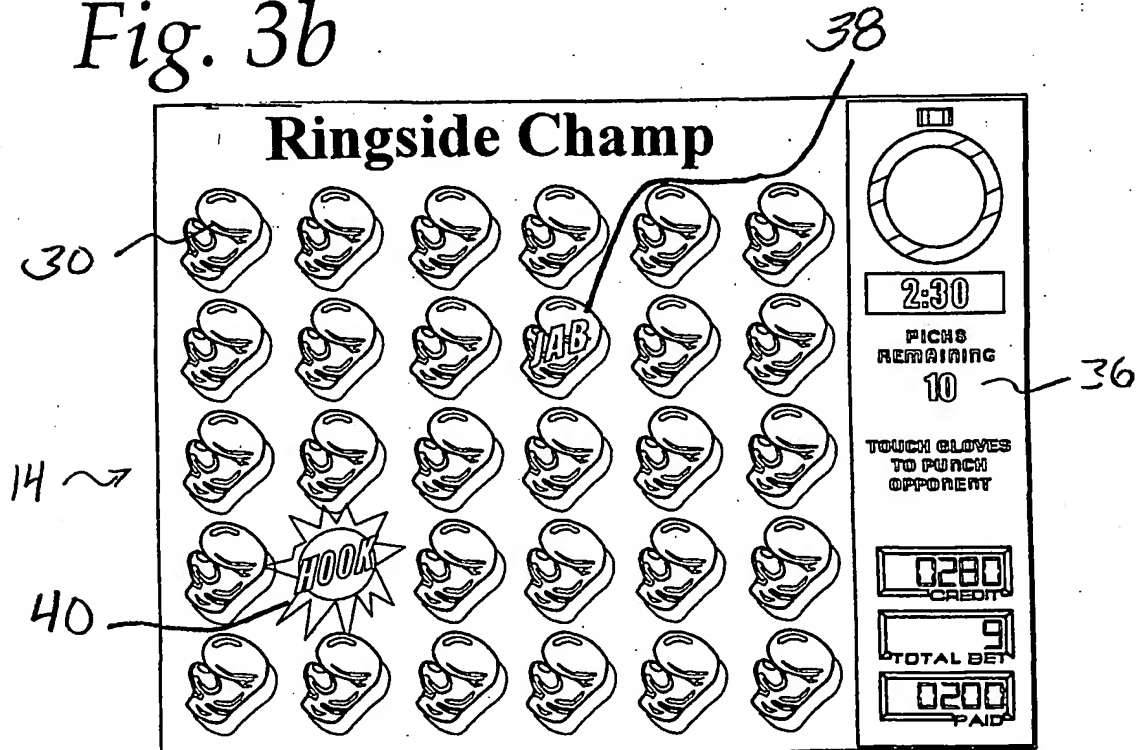 Fig. 3b
38
Ringside Champ
30
2:30
PICKS
REMAINING
10
36
JAB
TOUCH GLOVES
TO PUNCH
OPPONENT
14
HOOK
0280
CREDIT
40
9
TOTAL BET
0200
PAID